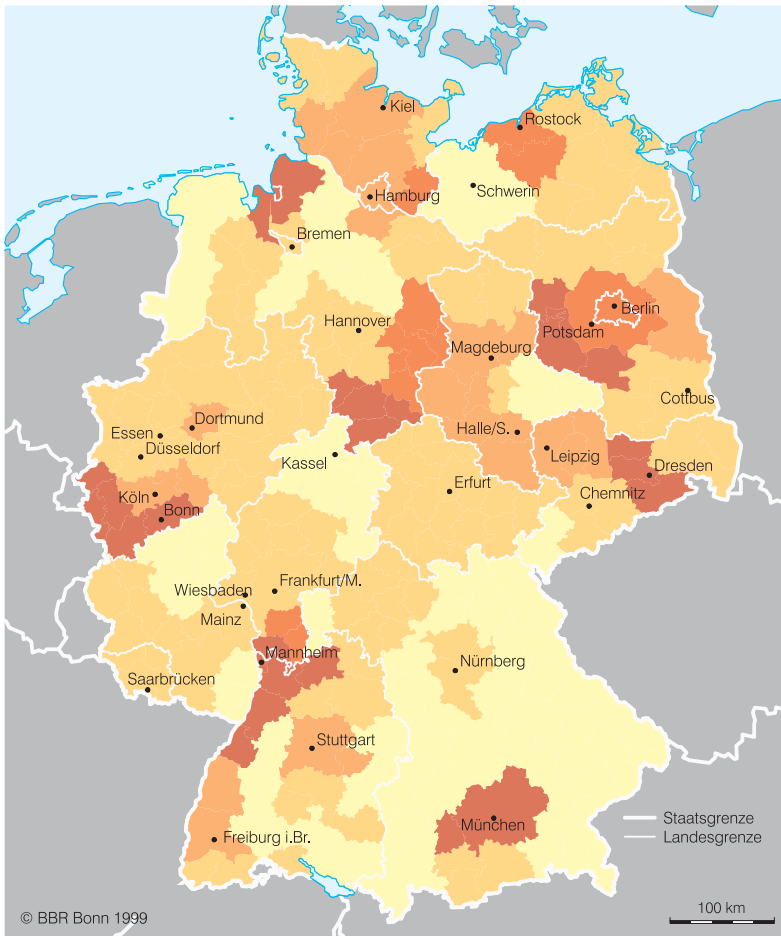 Kiel
Rostock
Hamburg
Schwerin
Bremen
Berlin
Hannover
Potsdam
Magdeburg
Cottbus
Dortmund
Essen
Halle/S.
Düsseldorf
Leipzig
Kassel
Dresden
Erfurt
Köln
Chemnitz
Bonn
Frankfurt/M.
Wiesbaden
Mainz
Mannheim
Nürnberg
Saarbrücken
Stuttgart
München
Staatsgrenze
Landesgrenze
Freiburg i.Br.
100 km
© BBR Bonn 1999